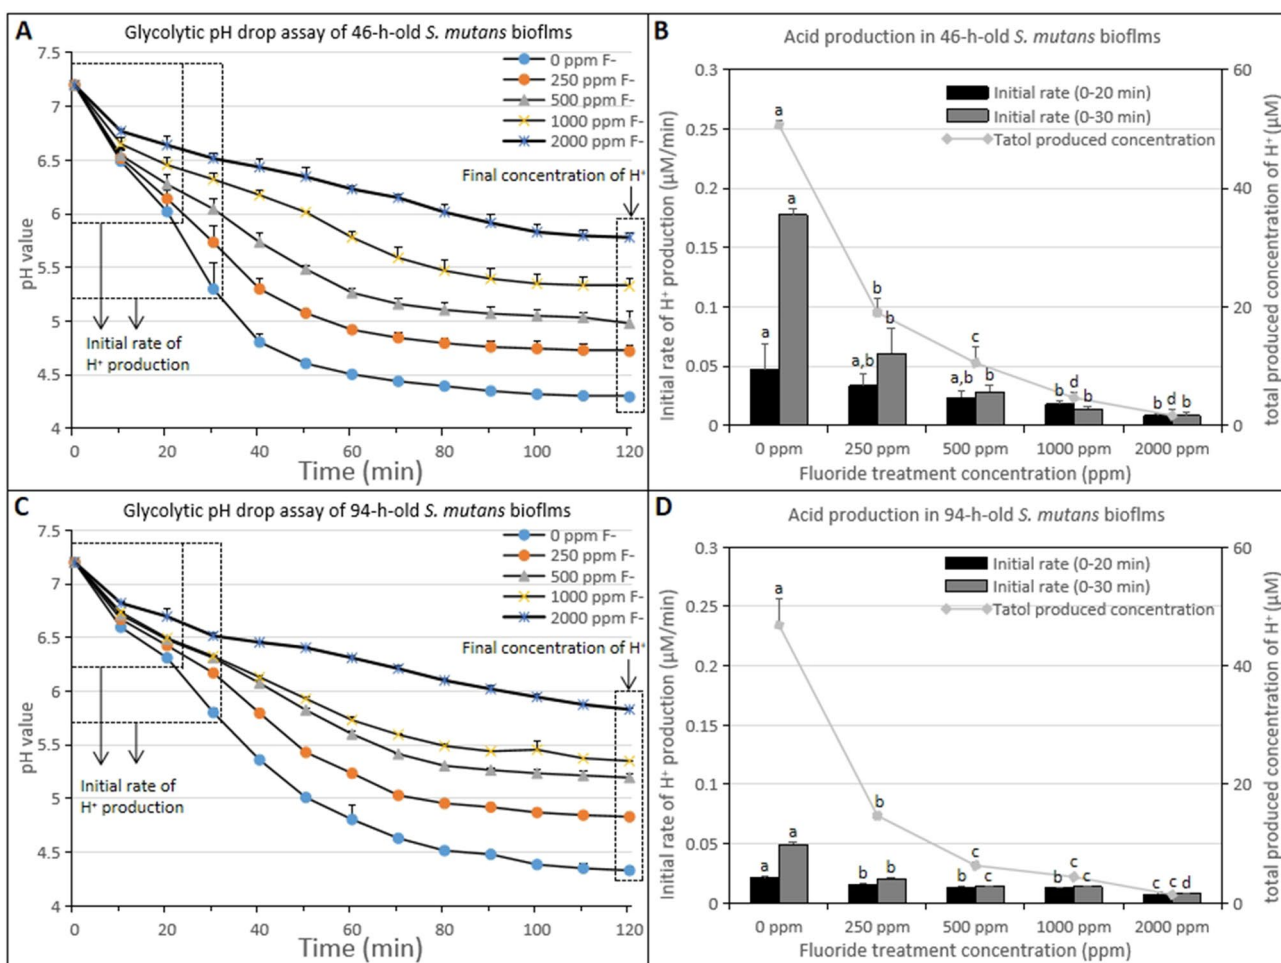 A
Glycolytic pH drop assay of 46-h-old S. mutans bioflms
7.5
7
6.5
6
5.5
5
4.5
4
pH value
0 ppm F-
250 ppm F-
500 ppm F-
1000 ppm F-
2000 ppm F-
Final concentration of H⁺
Initial rate of
H⁺ production
0 20 40 60 80 100 120
Time (min)
B
Acid production in 46-h-old S. mutans bioflms
0.3
0.25
0.2
0.15
0.1
0.05
0
Initial rate of H⁺ production (µM/min)
Initial rate (0-20 min)
Initial rate (0-30 min)
Tatol produced concentration
a
a
a
b
b
a,b
c
a,b b
d
b b
b d b
60
40
20
0
total produced concentration of H⁺(µM)
0 ppm 250 ppm 500 ppm 1000 ppm 2000 ppm
Fluoride treatment concentration (ppm)
C
Glycolytic pH drop assay of 94-h-old S. mutans bioflms
7.5
7
6.5
6
5.5
5
4.5
4
pH value
0 ppm F-
250 ppm F-
500 ppm F-
1000 ppm F-
2000 ppm F-
Final concentration of H⁺
Initial rate of
H⁺ production
0 20 40 60 80 100 120
Time (min)
D
Acid production in 94-h-old S. mutans bioflms
0.3
0.25
0.2
0.15
0.1
0.05
0
Initial rate of H⁺ production (µM/min)
Initial rate (0-20 min)
Initial rate (0-30 min)
Tatol produced concentration
a
a
a
b
b b
c
b c
c
b c
c c d
60
40
20
0
total produced concentration of H⁺ (µM)
0 ppm 250 ppm 500 ppm 1000 ppm 2000 ppm
Fluoride treatment concentration (ppm)